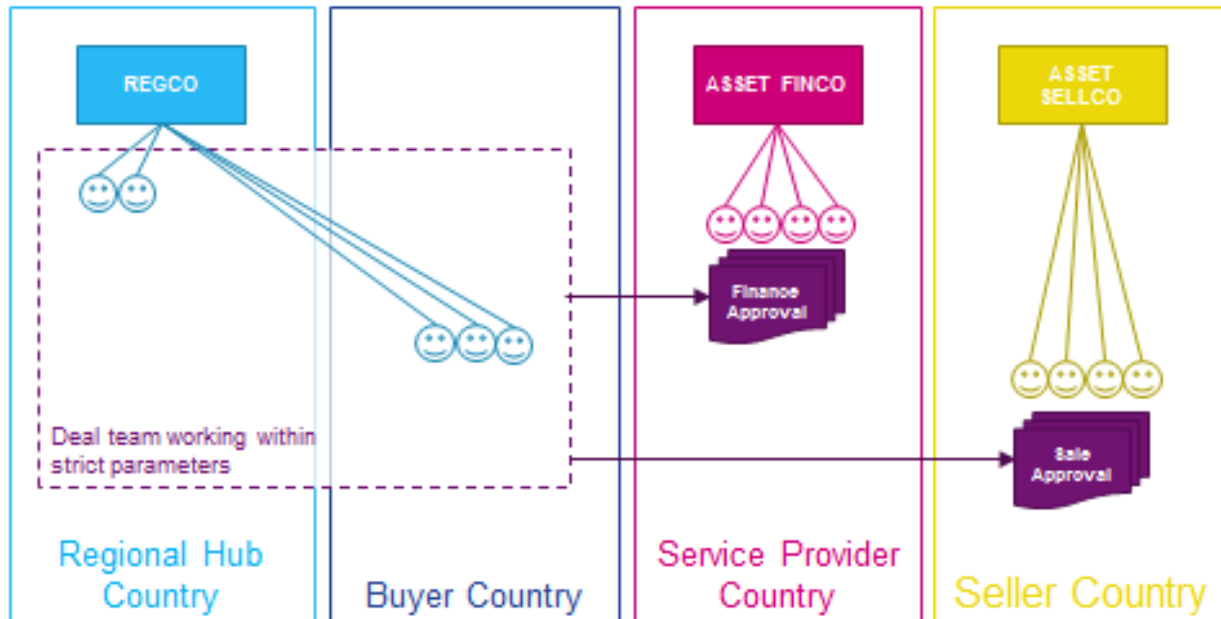 REGCO
ASSET FINCO
ASSET
SELLCO
Finance
Approval
Deal team working within
strict parameters
Sale
Approval
Regional Hub
Country
Buyer Country
Service Provider
Country
Seller Country